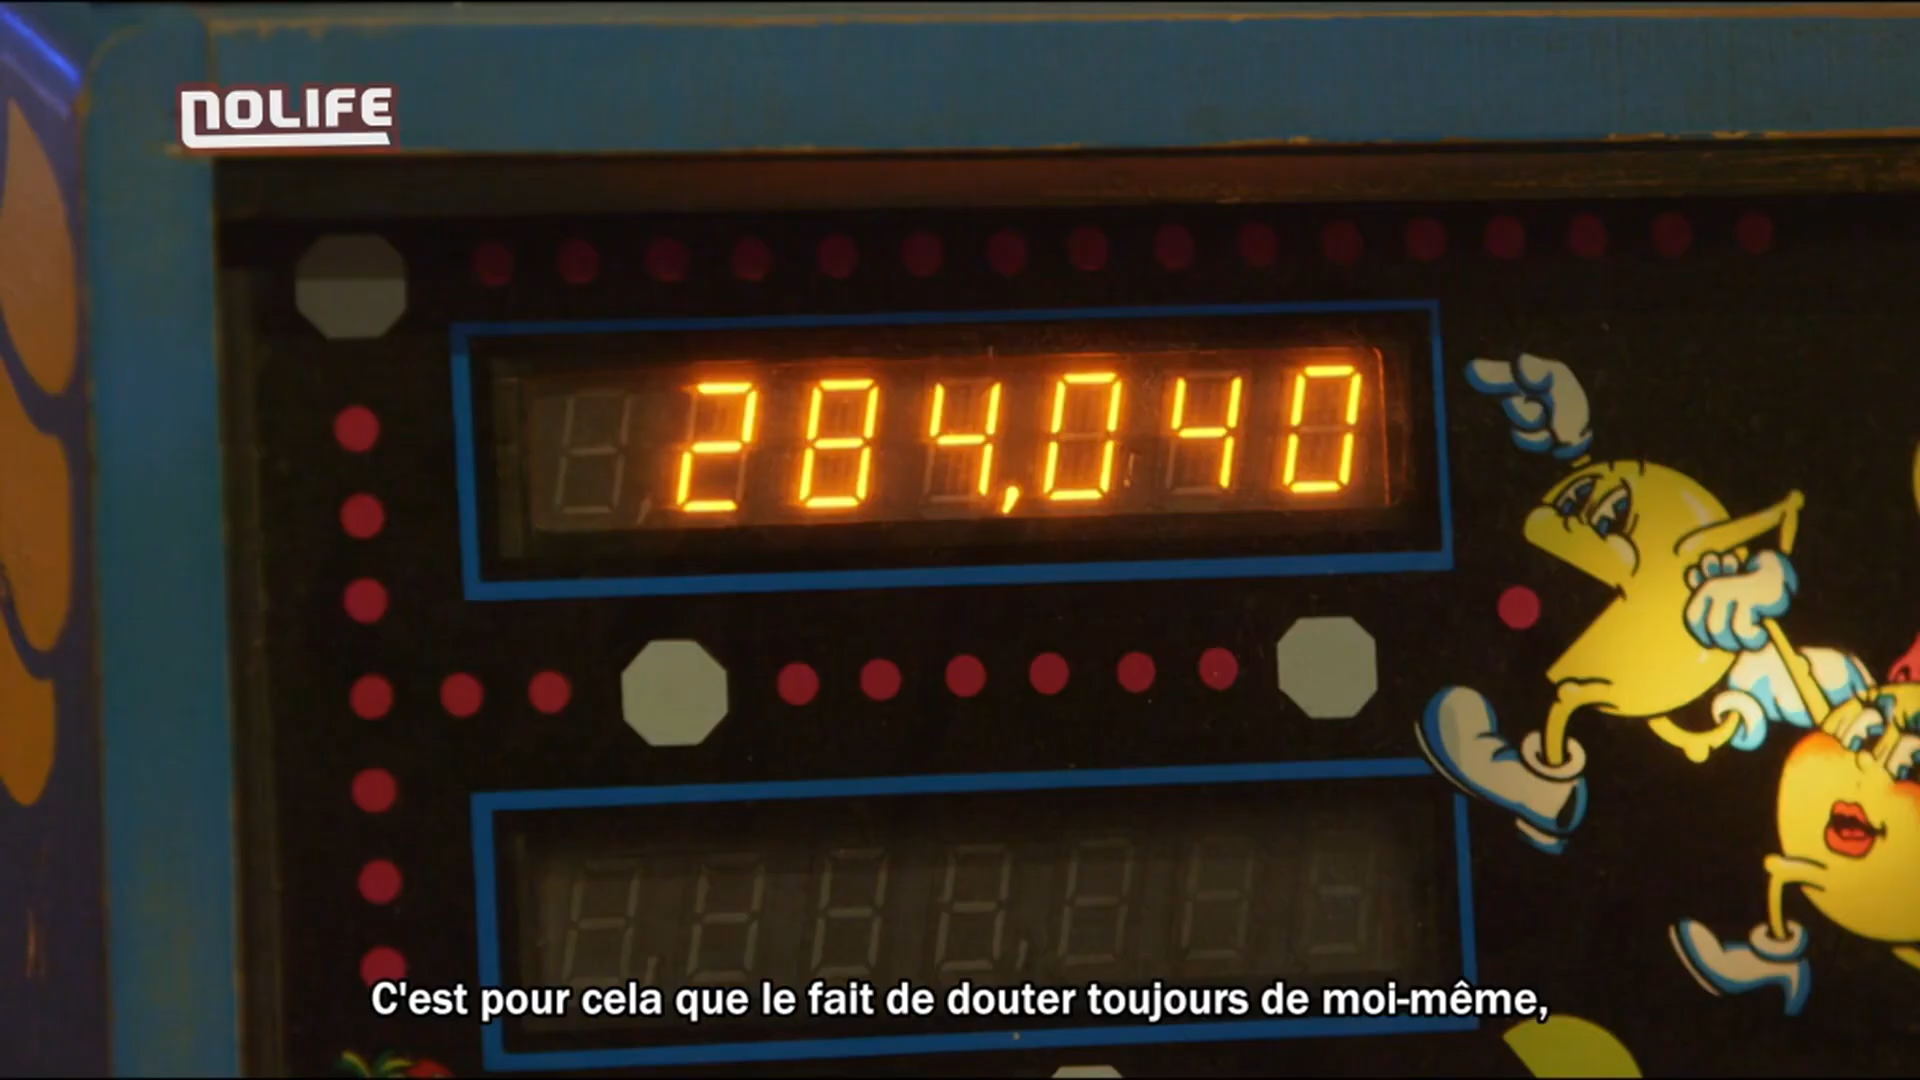 NOLIFE
284,040
C'est pour cela que le fait de douter toujours de moi-même,